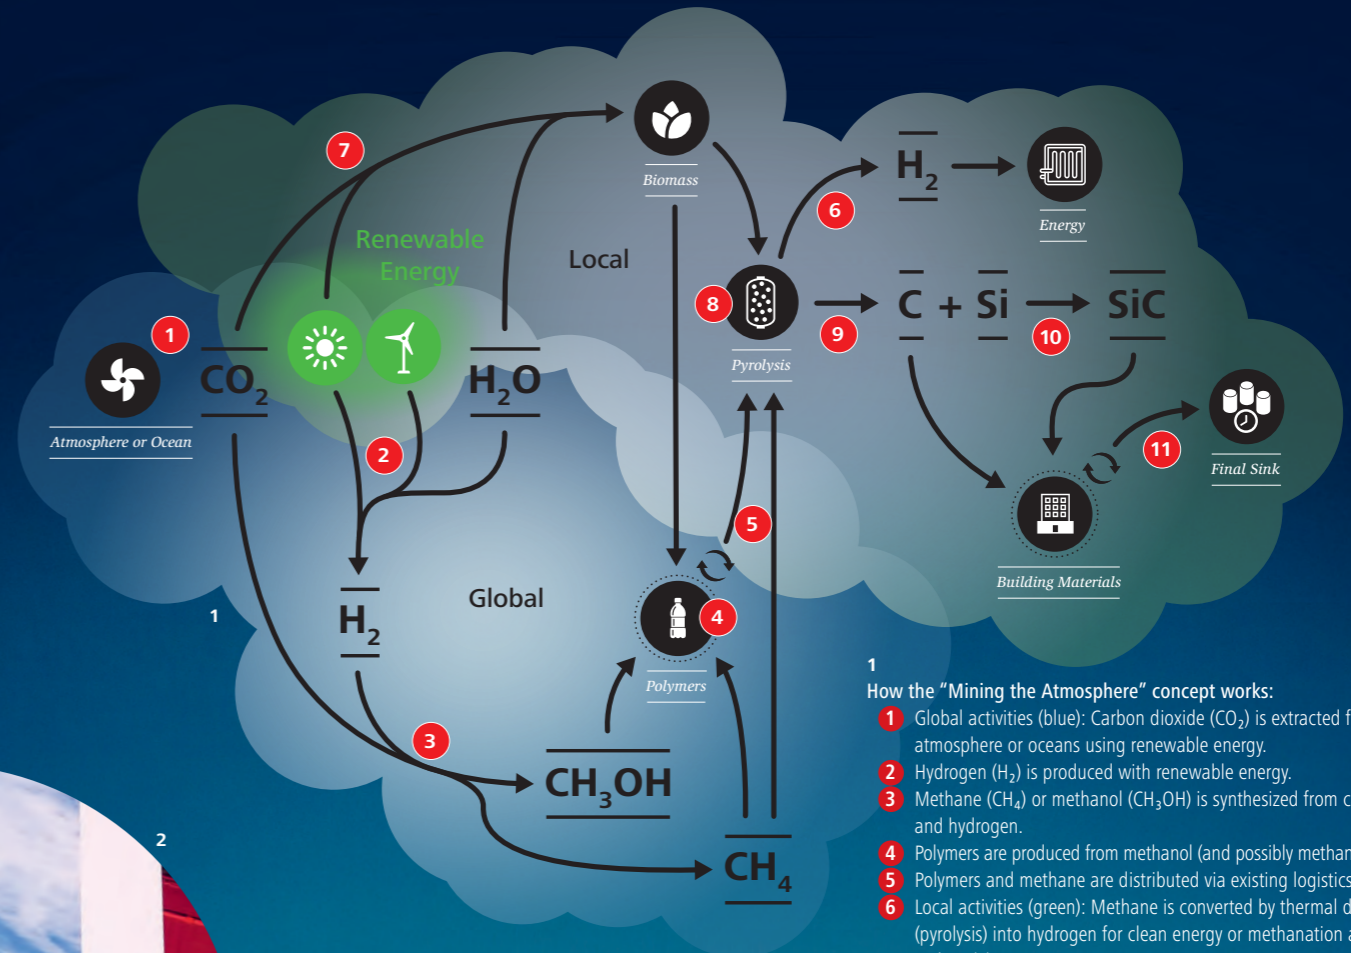 7
Biomass
H₂
6
Energy
Renewable
Energy
Local
1
CO₂
H₂O
8
9
C + Si
10
SiC
Pyrolysis
Atmosphere or Ocean
2
11
Final Sink
5
Building Materials
Global
H₂
1
4
Polymers
3
CH₃OH
CH₄
2
1
How the “Mining the Atmosphere” concept works:
1 Global activities (blue): Carbon dioxide (CO₂) is extracted
atmosphere or oceans using renewable energy.
2 Hydrogen (H₂) is produced with renewable energy.
3 Methane (CH₄) or methanol (CH₃OH) is synthesized from
and hydrogen.
4 Polymers are produced from methanol (and possibly
5 Polymers and methane are distributed via existing logistics
6 Local activities (green): Methane is converted by thermal
(pyrolysis) into hydrogen for clean energy or methanation